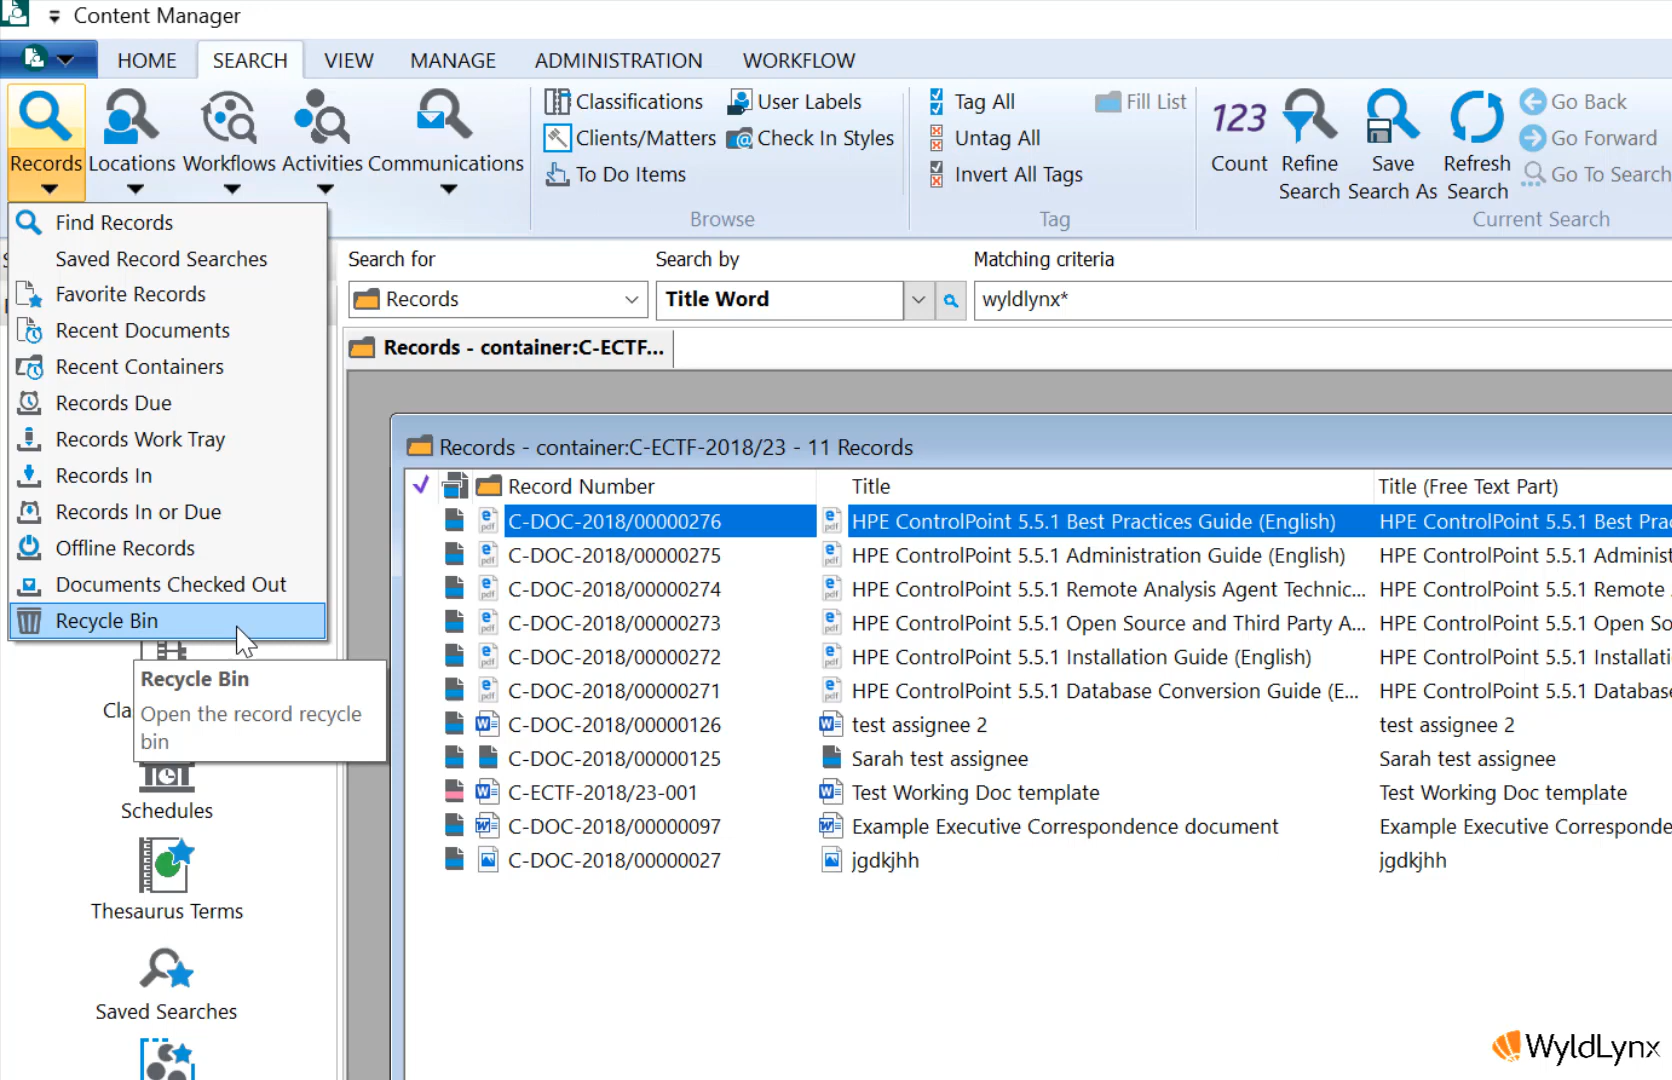 Content Manager
HOME SEARCH VIEW MANAGE ADMINISTRATION WORKFLOW
Records Locations Workflows Activities Communications
Classifications User Labels
Clients/Matters Check In Styles
To Do Items
Browse
Tag All Fill List
Untag All
Invert All Tags
Tag
123
Count Refine Search Save Search As Refresh Search
Go Back
Go Forward
Go To Search
Current Search
Find Records
Saved Record Searches
Favorite Records
Recent Documents
Recent Containers
Records Due
Records Work Tray
Records In
Records In or Due
Offline Records
Documents Checked Out
Recycle Bin
Recycle Bin
Open the record recycle
bin
Cla
Schedules
Thesaurus Terms
Saved Searches
Search for Search by Matching criteria
Records Title Word wyldlynx*
Records - container:C-ECTF...
Records - container:C-ECTF-2018/23 - 11 Records
Record Number Title Title (Free Text Part)
C-DOC-2018/00000276 HPE ControlPoint 5.5.1 Best Practices Guide (English) HPE ControlPoint 5.5.1 Best Prac
C-DOC-2018/00000275 HPE ControlPoint 5.5.1 Administration Guide (English) HPE ControlPoint 5.5.1 Administ
C-DOC-2018/00000274 HPE ControlPoint 5.5.1 Remote Analysis Agent Technic... HPE ControlPoint 5.5.1 Remote
C-DOC-2018/00000273 HPE ControlPoint 5.5.1 Open Source and Third Party A... HPE ControlPoint 5.5.1 Open So
C-DOC-2018/00000272 HPE ControlPoint 5.5.1 Installation Guide (English) HPE ControlPoint 5.5.1 Installati
C-DOC-2018/00000271 HPE ControlPoint 5.5.1 Database Conversion Guide (E... HPE ControlPoint 5.5.1 Databas
C-DOC-2018/00000126 test assignee 2 test assignee 2
C-DOC-2018/00000125 Sarah test assignee Sarah test assignee
C-ECTF-2018/23-001 Test Working Doc template Test Working Doc template
C-DOC-2018/00000097 Example Executive Correspondence document Example Executive Corresponde
C-DOC-2018/00000027 jgdkjhh jgdkjhh
WyldLynx